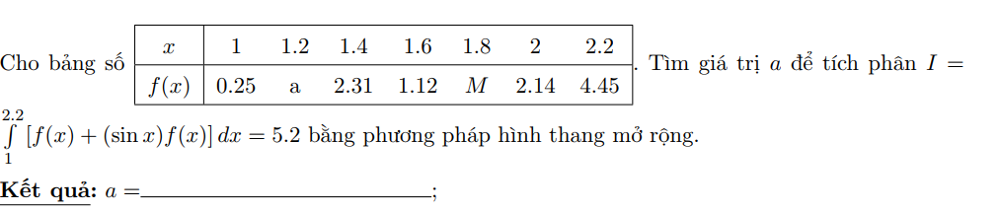 Cho bảng số
x 1 1.2 1.4 1.6 1.8 2 2.2
f(x) 0.25 a 2.31 1.12 M 2.14 4.45
. Tìm giá trị a để tích phân I =
∫₁^2.2 [f(x) + (sin x)f(x)] dx = 5.2 bằng phương pháp hình thang mở rộng.
Kết quả: a =______________________;